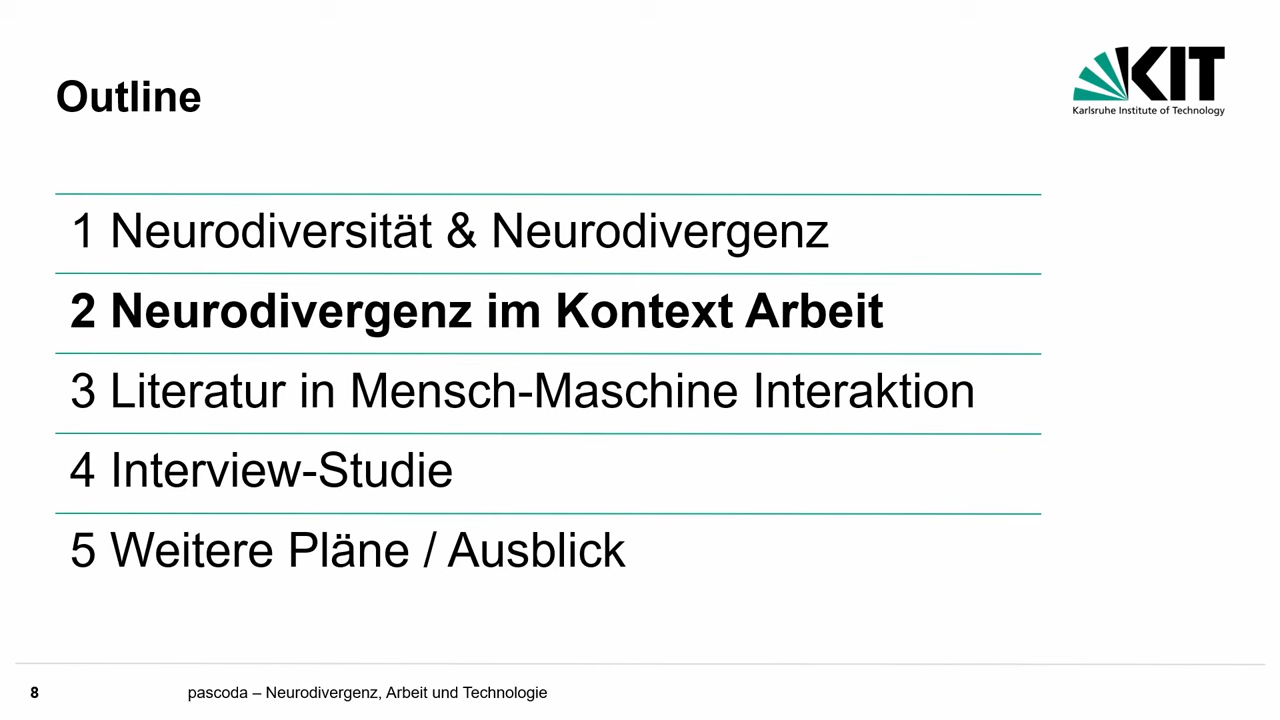 Outline
KIT
Karlsruhe Institute of Technology
1 Neurodiversität & Neurodivergenz
2 Neurodivergenz im Kontext Arbeit
3 Literatur in Mensch-Maschine Interaktion
4 Interview-Studie
5 Weitere Pläne / Ausblick
8
pascoda – Neurodivergenz, Arbeit und Technologie